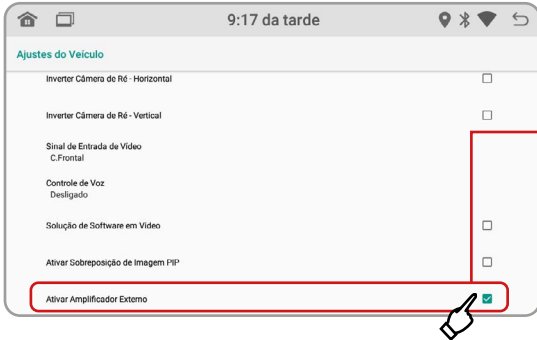 9:17 da tarde
Ajustes do Veículo
Inverter Câmera de Ré - Horizontal
Inverter Câmera de Ré - Vertical
Sinal de Entrada de Vídeo
C.Frontal
Controle de Voz
Desligado
Solução de Software em Video
Ativar Sobreposição de Imagem PIP
Ativar Amplificador Externo